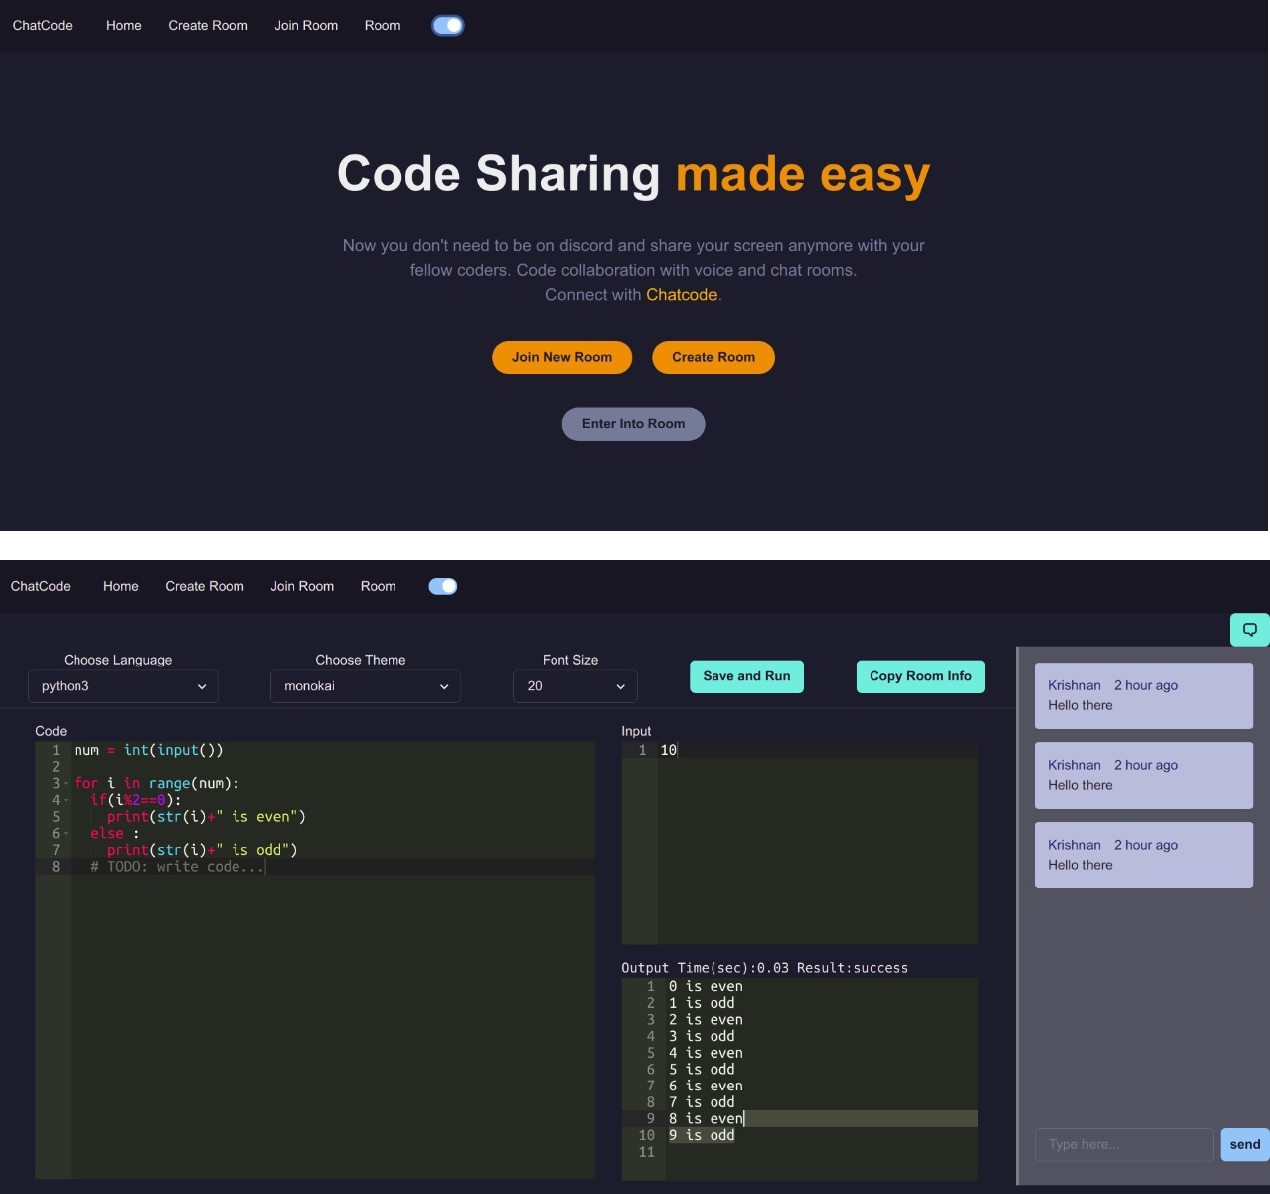 ChatCode Home Create Room Join Room Room
Code Sharing made easy
Now you don't need to be on discord and share your screen anymore with your
fellow coders. Code collaboration with voice and chat rooms.
Connect with Chatcode.
Join New Room Create Room
Enter Into Room
ChatCode Home Create Room Join Room Room
Choose Language Choose Theme Font Size
python3 monokai 20 Save and Run Copy Room Info
Code
1 num = int(input())
2
3 for i in range(num):
4 if(i%2==0):
5 print(str(i)+" is even")
6 else :
7 print(str(i)+" is odd")
8 # TODO: write code...
Input
1 10
Output Time(sec):0.03 Result:success
1 0 is even
2 1 is odd
3 2 is even
4 3 is odd
5 4 is even
6 5 is odd
7 6 is even
8 7 is odd
9 8 is even
10 9 is odd
11
Krishnan 2 hour ago
Hello there
Krishnan 2 hour ago
Hello there
Krishnan 2 hour ago
Hello there
Type here... send